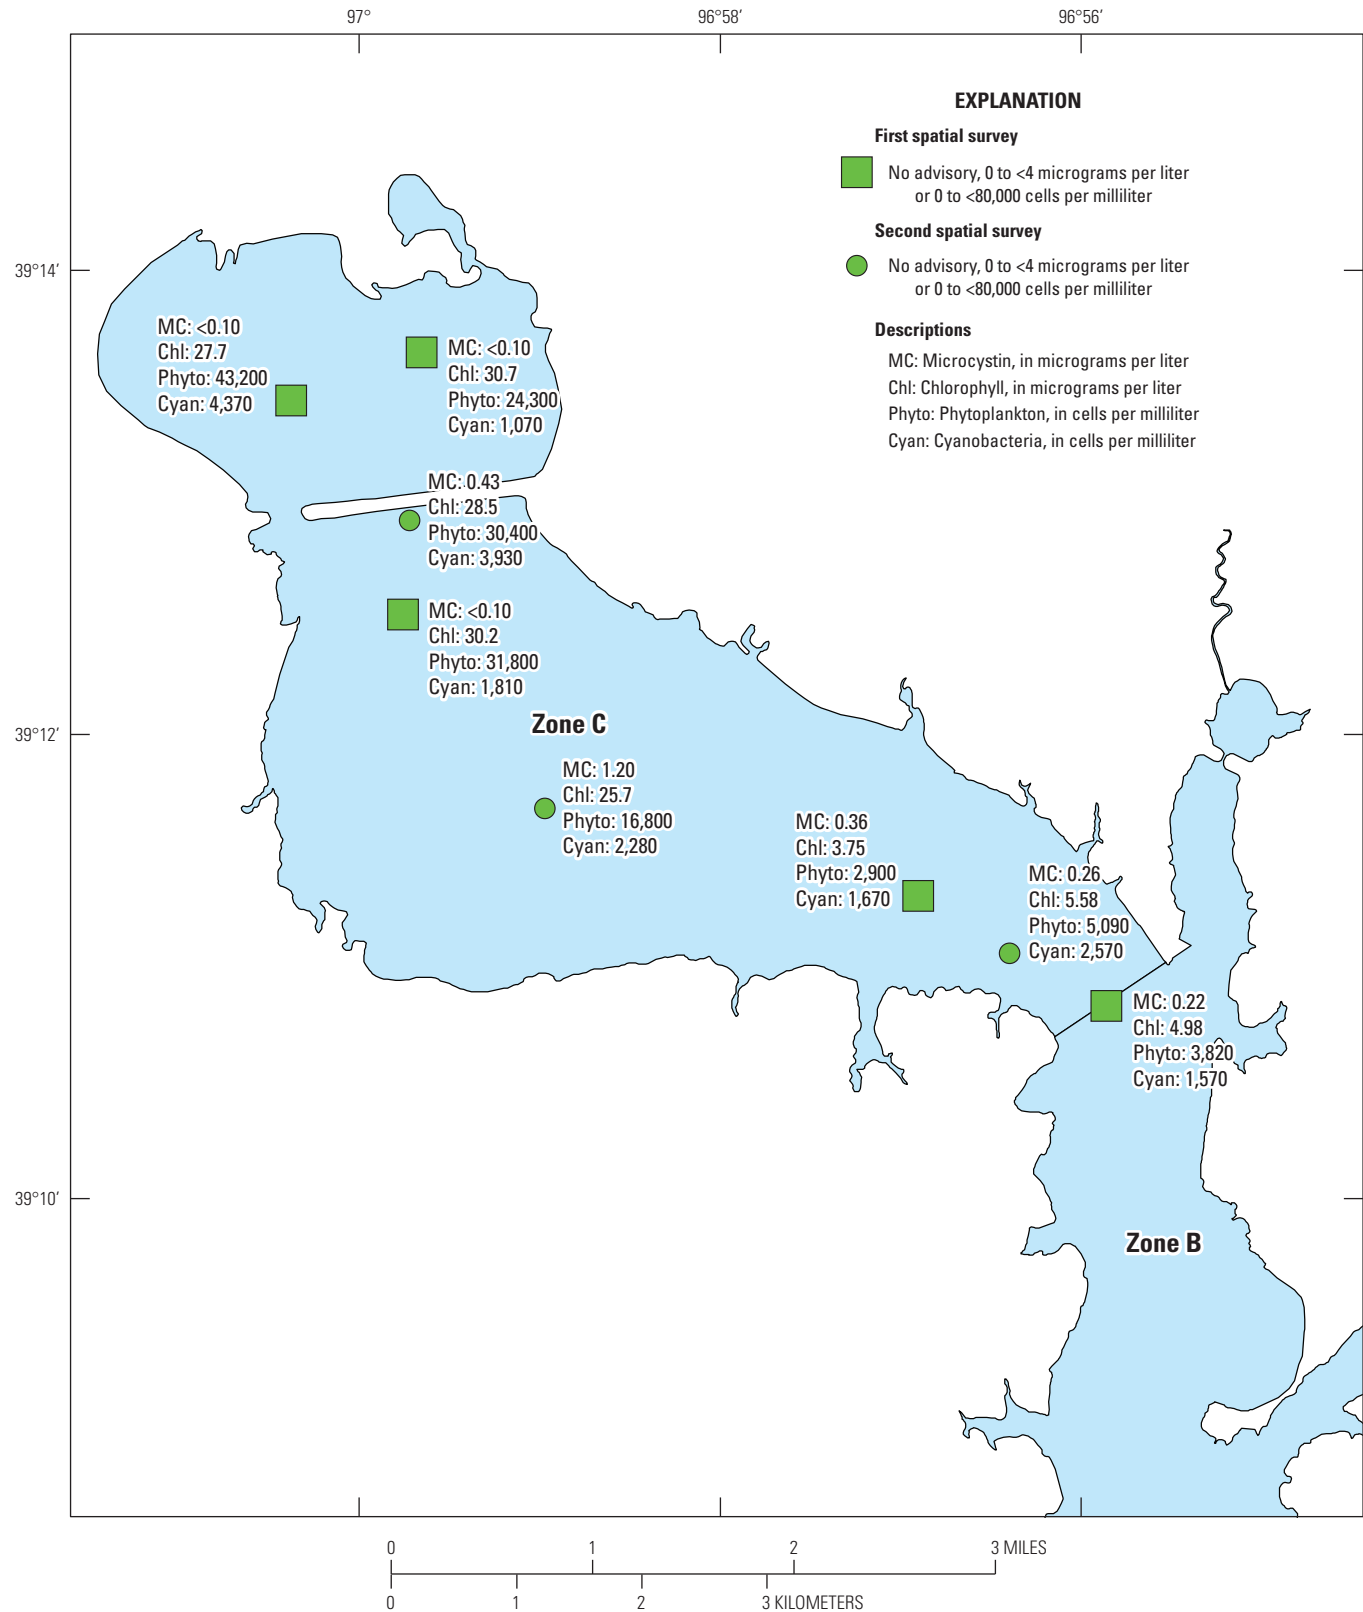 97°
96°58′
96°56′
EXPLANATION
First spatial survey
No advisory, 0 to <4 micrograms per liter
or 0 to <80,000 cells per milliliter
Second spatial survey
No advisory, 0 to <4 micrograms per liter
or 0 to <80,000 cells per milliliter
Descriptions
MC: Microcystin, in micrograms per liter
Chl: Chlorophyll, in micrograms per liter
Phyto: Phytoplankton, in cells per milliliter
Cyan: Cyanobacteria, in cells per milliliter
39°14′
MC: <0.10
Chl: 27.7
Phyto: 43,200
Cyan: 4,370
MC: <0.10
Chl: 30.7
Phyto: 24,300
Cyan: 1,070
MC: 0.43
Chl: 28.5
Phyto: 30,400
Cyan: 3,930
MC: <0.10
Chl: 30.2
Phyto: 31,800
Cyan: 1,810
39°12′
Zone C
MC: 1.20
Chl: 25.7
Phyto: 16,800
Cyan: 2,280
MC: 0.36
Chl: 3.75
Phyto: 2,900
Cyan: 1,670
MC: 0.26
Chl: 5.58
Phyto: 5,090
Cyan: 2,570
MC: 0.22
Chl: 4.98
Phyto: 3,820
Cyan: 1,570
39°10′
Zone B
0 1 2 3 MILES
0 1 2 3 KILOMETERS